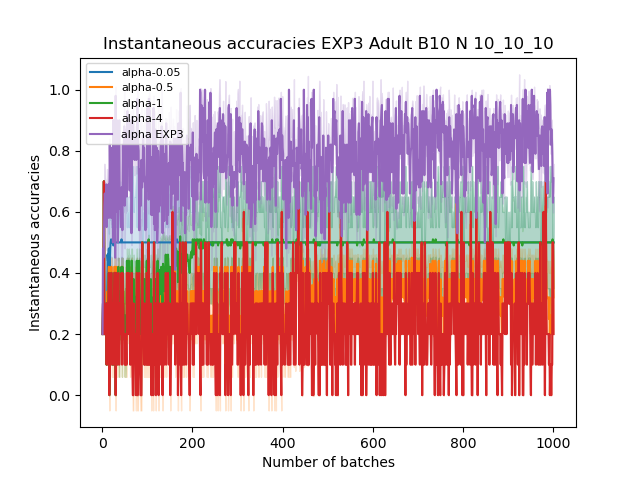 Instantaneous accuracies EXP3 Adult B10 N 10_10_10
alpha-0.05
alpha-0.5
alpha-1
alpha-4
alpha EXP3
1.0
0.8
0.6
0.4
0.2
0.0
Instantaneous accuracies
0 200 400 600 800 1000
Number of batches